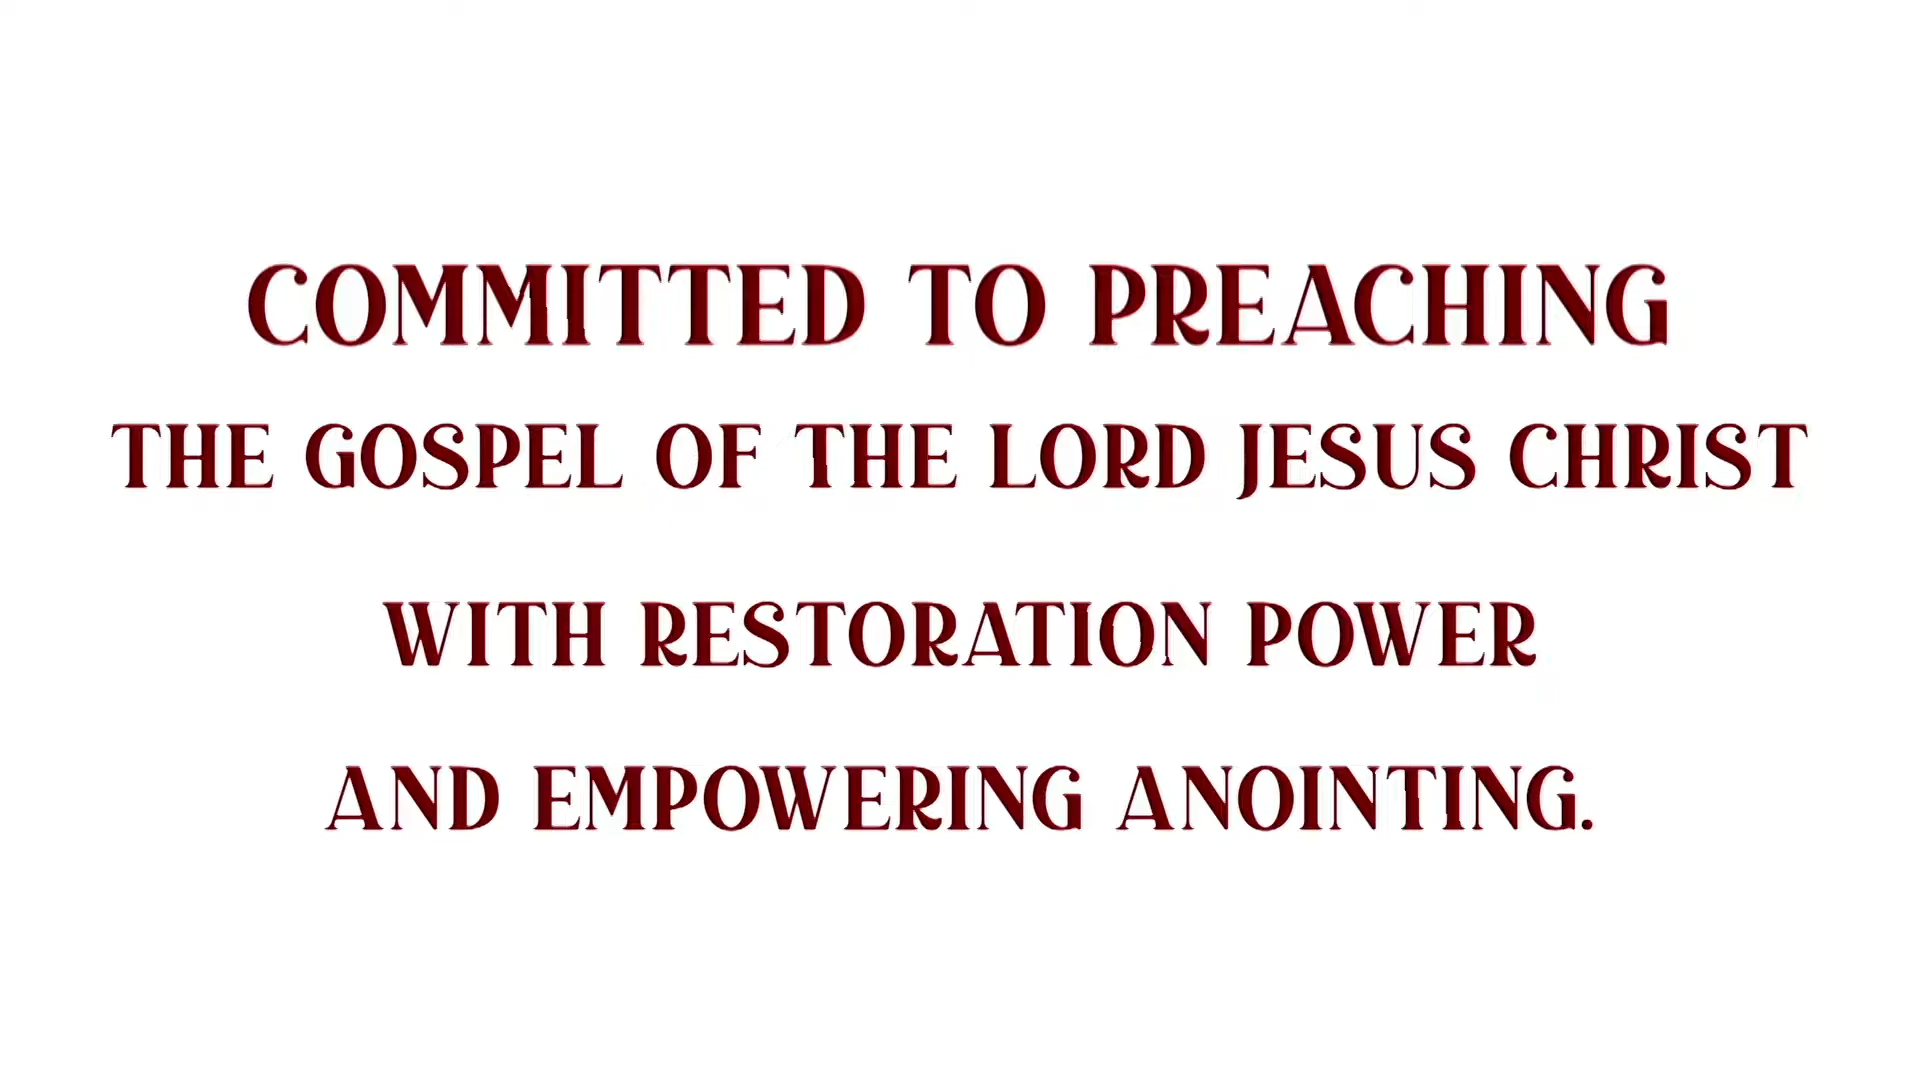 COMMITTED TO PREACHING
THE GOSPEL OF THE LORD JESUS CHRIST
WITH RESTORATION POWER
AND EMPOWERING ANOINTING.